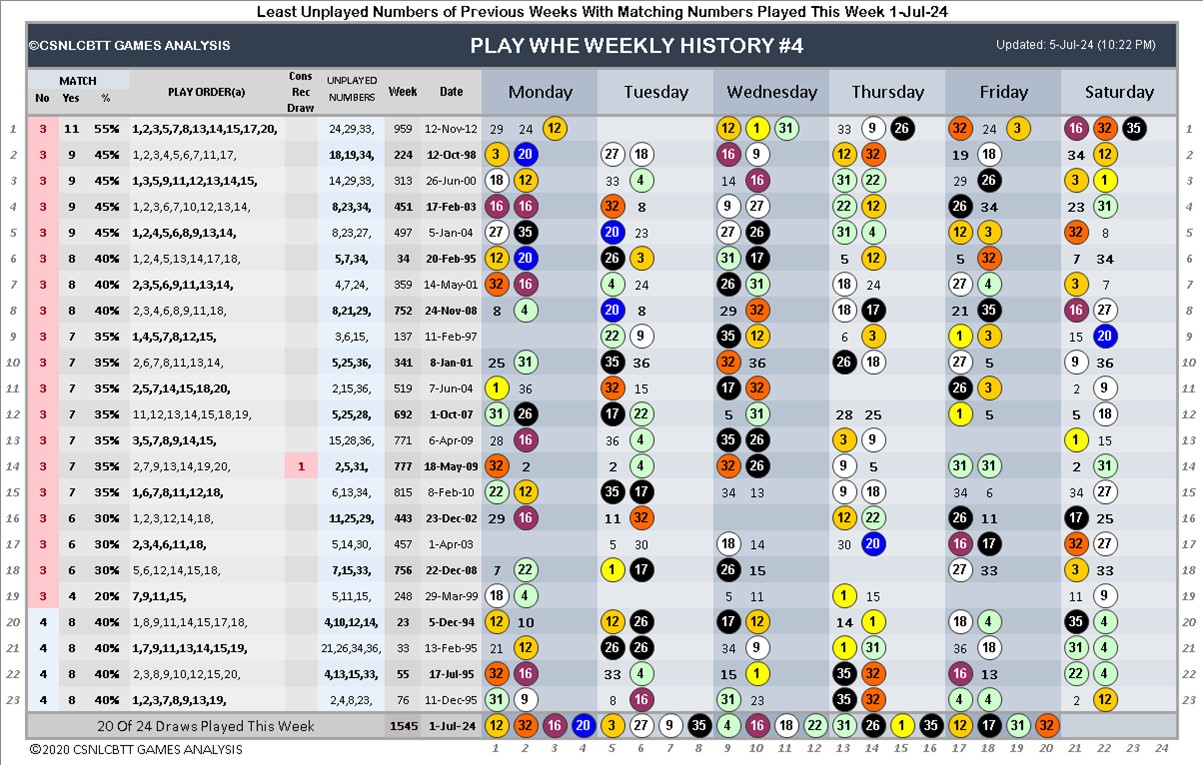 Least Unplayed Numbers of Previous Weeks With Matching Numbers Played This Week 1-Jul-24
©CSNLCBTT GAMES ANALYSIS PLAY WHE WEEKLY HISTORY #4 Updated: 5-Jul-24 (10:22 PM)
MATCH No Yes % PLAY ORDER(a) Cons Rec Draw UNPLAYED NUMBERS Week Date Monday Tuesday Wednesday Thursday Friday Saturday
1 3 11 55% 1,2,3,5,7,8,13,14,15,17,20, 24,29,33, 959 12-Nov-12 29 24 12 12 1 31 33 9 26 32 24 3 16 32 35 1
2 3 9 45% 1,2,3,4,5,6,7,11,17, 18,19,34, 224 12-Oct-98 3 20 27 18 16 9 12 32 19 18 34 12 2
3 3 9 45% 1,3,5,9,11,12,13,14,15, 14,29,33, 313 26-Jun-00 18 12 33 4 14 16 31 22 29 26 3 1 3
4 3 9 45% 1,2,3,6,7,10,12,13,14, 8,23,34, 451 17-Feb-03 16 16 32 8 9 27 22 12 26 34 23 31 4
5 3 9 45% 1,2,4,5,6,8,9,13,14, 8,23,27, 497 5-Jan-04 27 35 20 23 27 26 31 4 12 3 32 8 5
6 3 8 40% 1,2,4,5,13,14,17,18, 5,7,34, 34 20-Feb-95 12 20 26 3 31 17 5 12 5 32 7 34 6
7 3 8 40% 2,3,5,6,9,11,13,14, 4,7,24, 359 14-May-01 32 16 4 24 26 31 18 24 27 4 3 7 7
8 3 8 40% 2,3,4,6,8,9,11,18, 8,21,29, 752 24-Nov-08 8 4 20 8 29 32 18 17 21 35 16 27 8
9 3 7 35% 1,4,5,7,8,12,15, 3,6,15, 137 11-Feb-97 22 9 35 12 6 3 1 3 15 20 9
10 3 7 35% 2,6,7,8,11,13,14, 5,25,36, 341 8-Jan-01 25 31 35 36 32 36 26 18 27 5 9 36 10
11 3 7 35% 2,5,7,14,15,18,20, 2,15,36, 519 7-Jun-04 1 36 32 15 17 32 26 3 2 9 11
12 3 7 35% 11,12,13,14,15,18,19, 5,25,28, 692 1-Oct-07 31 26 17 22 5 31 28 25 1 5 5 18 12
13 3 7 35% 3,5,7,8,9,14,15, 15,28,36, 771 6-Apr-09 28 16 36 4 35 26 3 9 1 15 13
14 3 7 35% 2,7,9,13,14,19,20, 1 2,5,31, 777 18-May-09 32 2 2 4 32 26 9 5 31 31 2 31 14
15 3 7 35% 1,6,7,8,11,12,18, 6,13,34, 815 8-Feb-10 22 12 35 17 34 13 9 18 34 6 34 27 15
16 3 6 30% 1,2,3,12,14,18, 11,25,29, 443 23-Dec-02 29 16 11 32 12 22 26 11 17 25 16
17 3 6 30% 2,3,4,6,11,18, 5,14,30, 457 1-Apr-03 5 30 18 14 30 20 16 17 32 27 17
18 3 6 30% 5,6,12,14,15,18, 7,15,33, 756 22-Dec-08 7 22 1 17 26 15 27 33 3 33 18
19 3 4 20% 7,9,11,15, 5,11,15, 248 29-Mar-99 18 4 5 11 1 15 11 9 19
20 4 8 40% 1,8,9,11,14,15,17,18, 4,10,12,14, 23 5-Dec-94 12 10 12 26 17 12 14 1 18 4 35 4 20
21 4 8 40% 1,7,9,11,13,14,15,19, 21,26,34,36, 33 13-Feb-95 21 12 26 26 34 9 1 31 36 18 31 4 21
22 4 8 40% 2,3,8,9,10,12,15,20, 4,13,15,33, 55 17-Jul-95 32 16 33 4 15 1 35 32 16 13 22 4 22
23 4 8 40% 1,2,3,7,8,9,13,19, 2,4,8,23, 76 11-Dec-95 31 9 8 16 31 23 35 32 4 4 2 12 23
20 Of 24 Draws Played This Week 1545 1-Jul-24 12 32 16 20 3 27 9 35 4 16 18 22 31 26 1 35 12 17 31 32
©2020 CSNLCBTT GAMES ANALYSIS 1 2 3 4 5 6 7 8 9 10 11 12 13 14 15 16 17 18 19 20 21 22 23 24